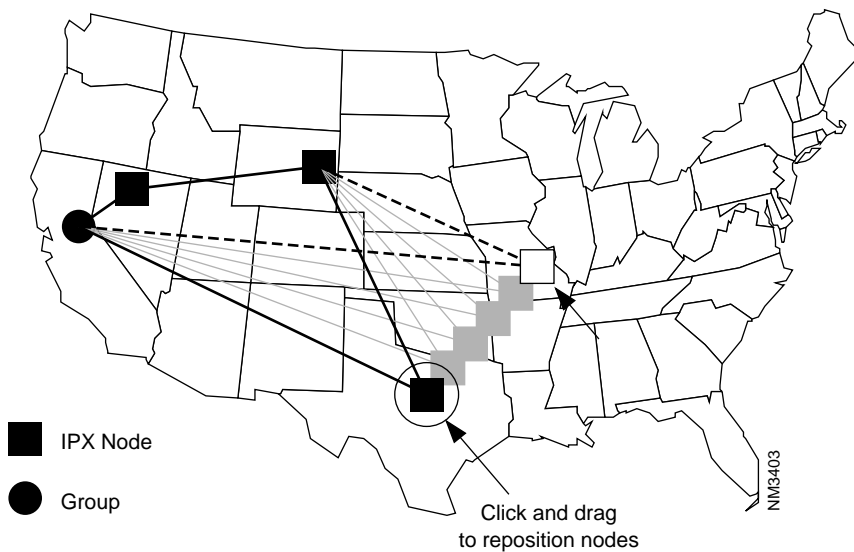 IPX Node
Group
Click and drag
to reposition nodes
NM3403